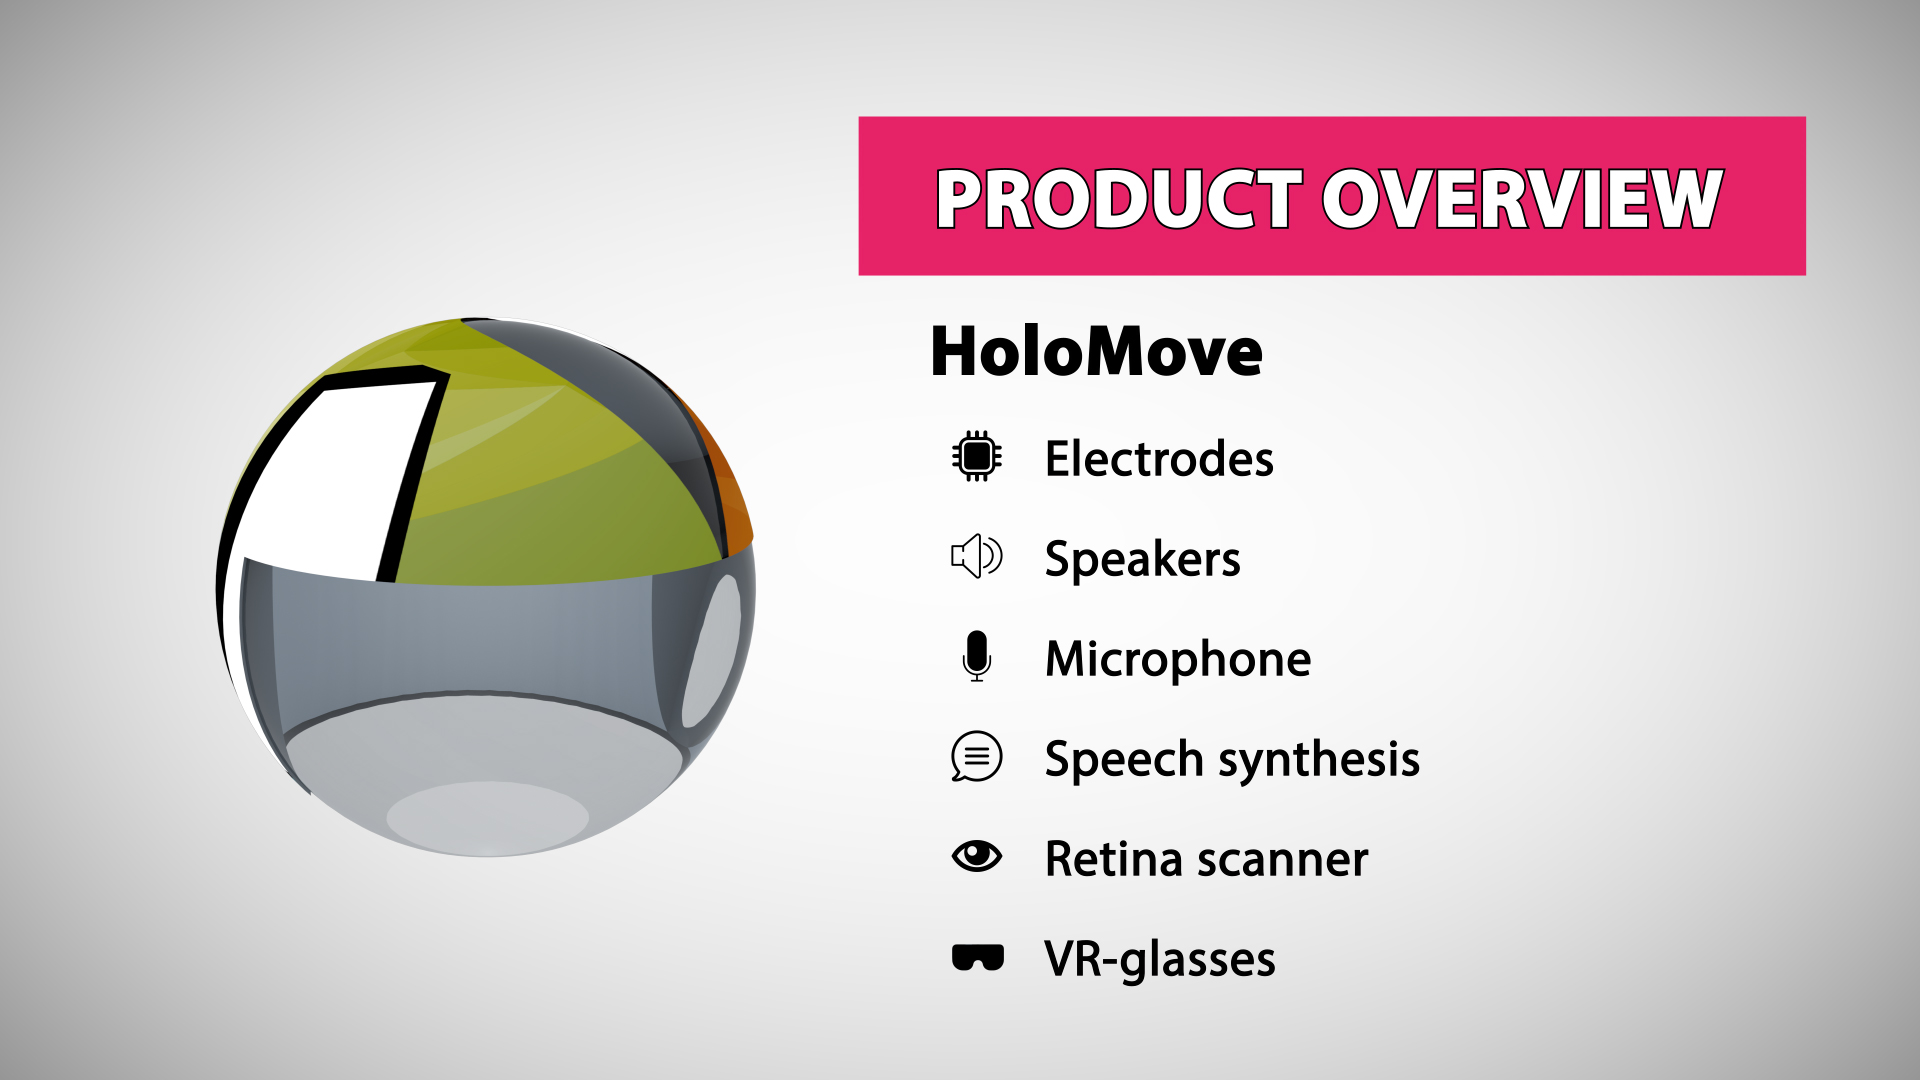 PRODUCT OVERVIEW
HoloMove
Electrodes
Speakers
Microphone
Speech synthesis
Retina scanner
VR-glasses